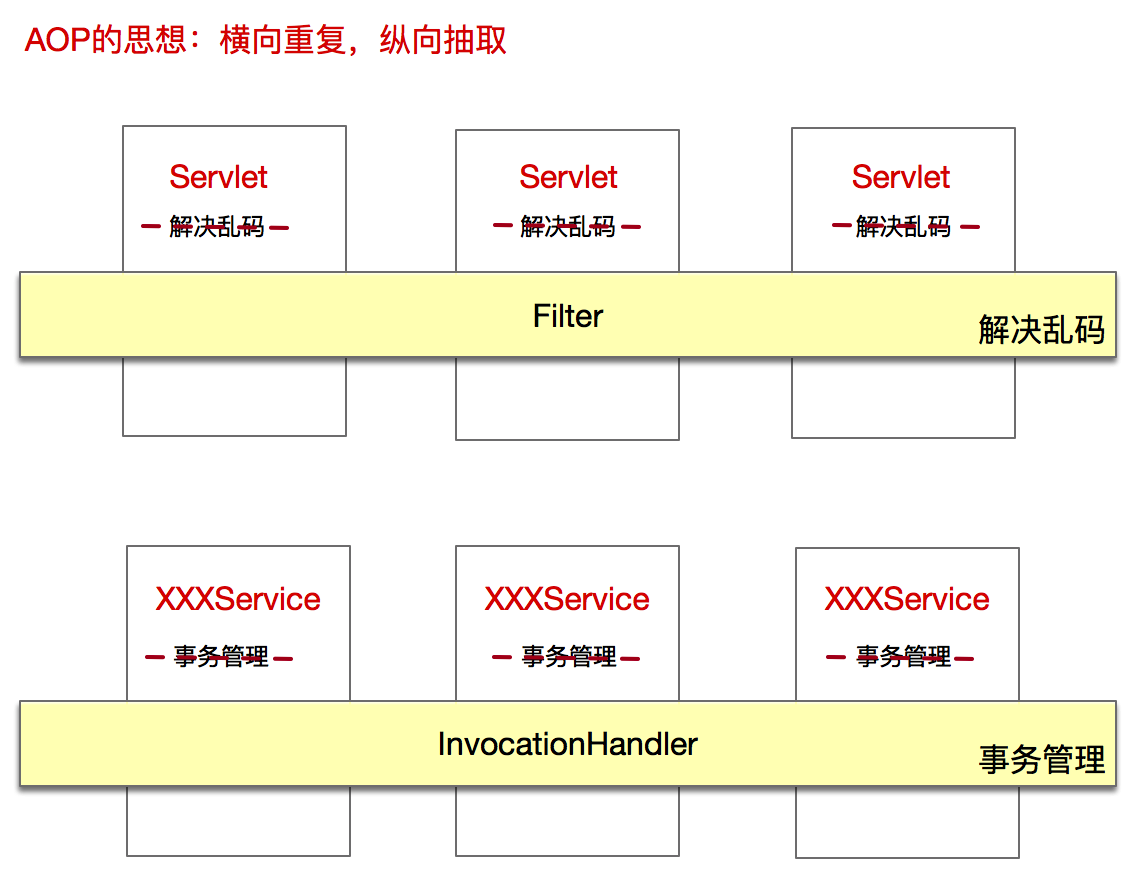 AOP的思想：横向重复，纵向抽取
Servlet Servlet Servlet
解决乱码 解决乱码 解决乱码
Filter
解决乱码
XXXService XXXService XXXService
事务管理 事务管理 事务管理
InvocationHandler
事务管理